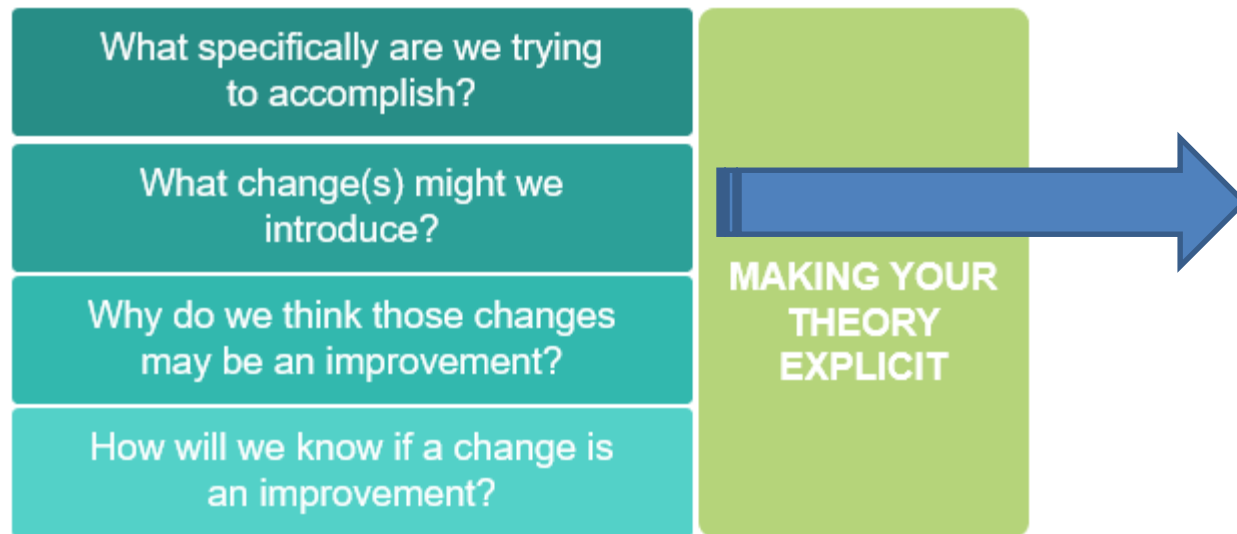 What specifically are we trying
to accomplish?
What change(s) might we
introduce?
Why do we think those changes
may be an improvement?
How will we know if a change is
an improvement?
MAKING YOUR
THEORY
EXPLICIT